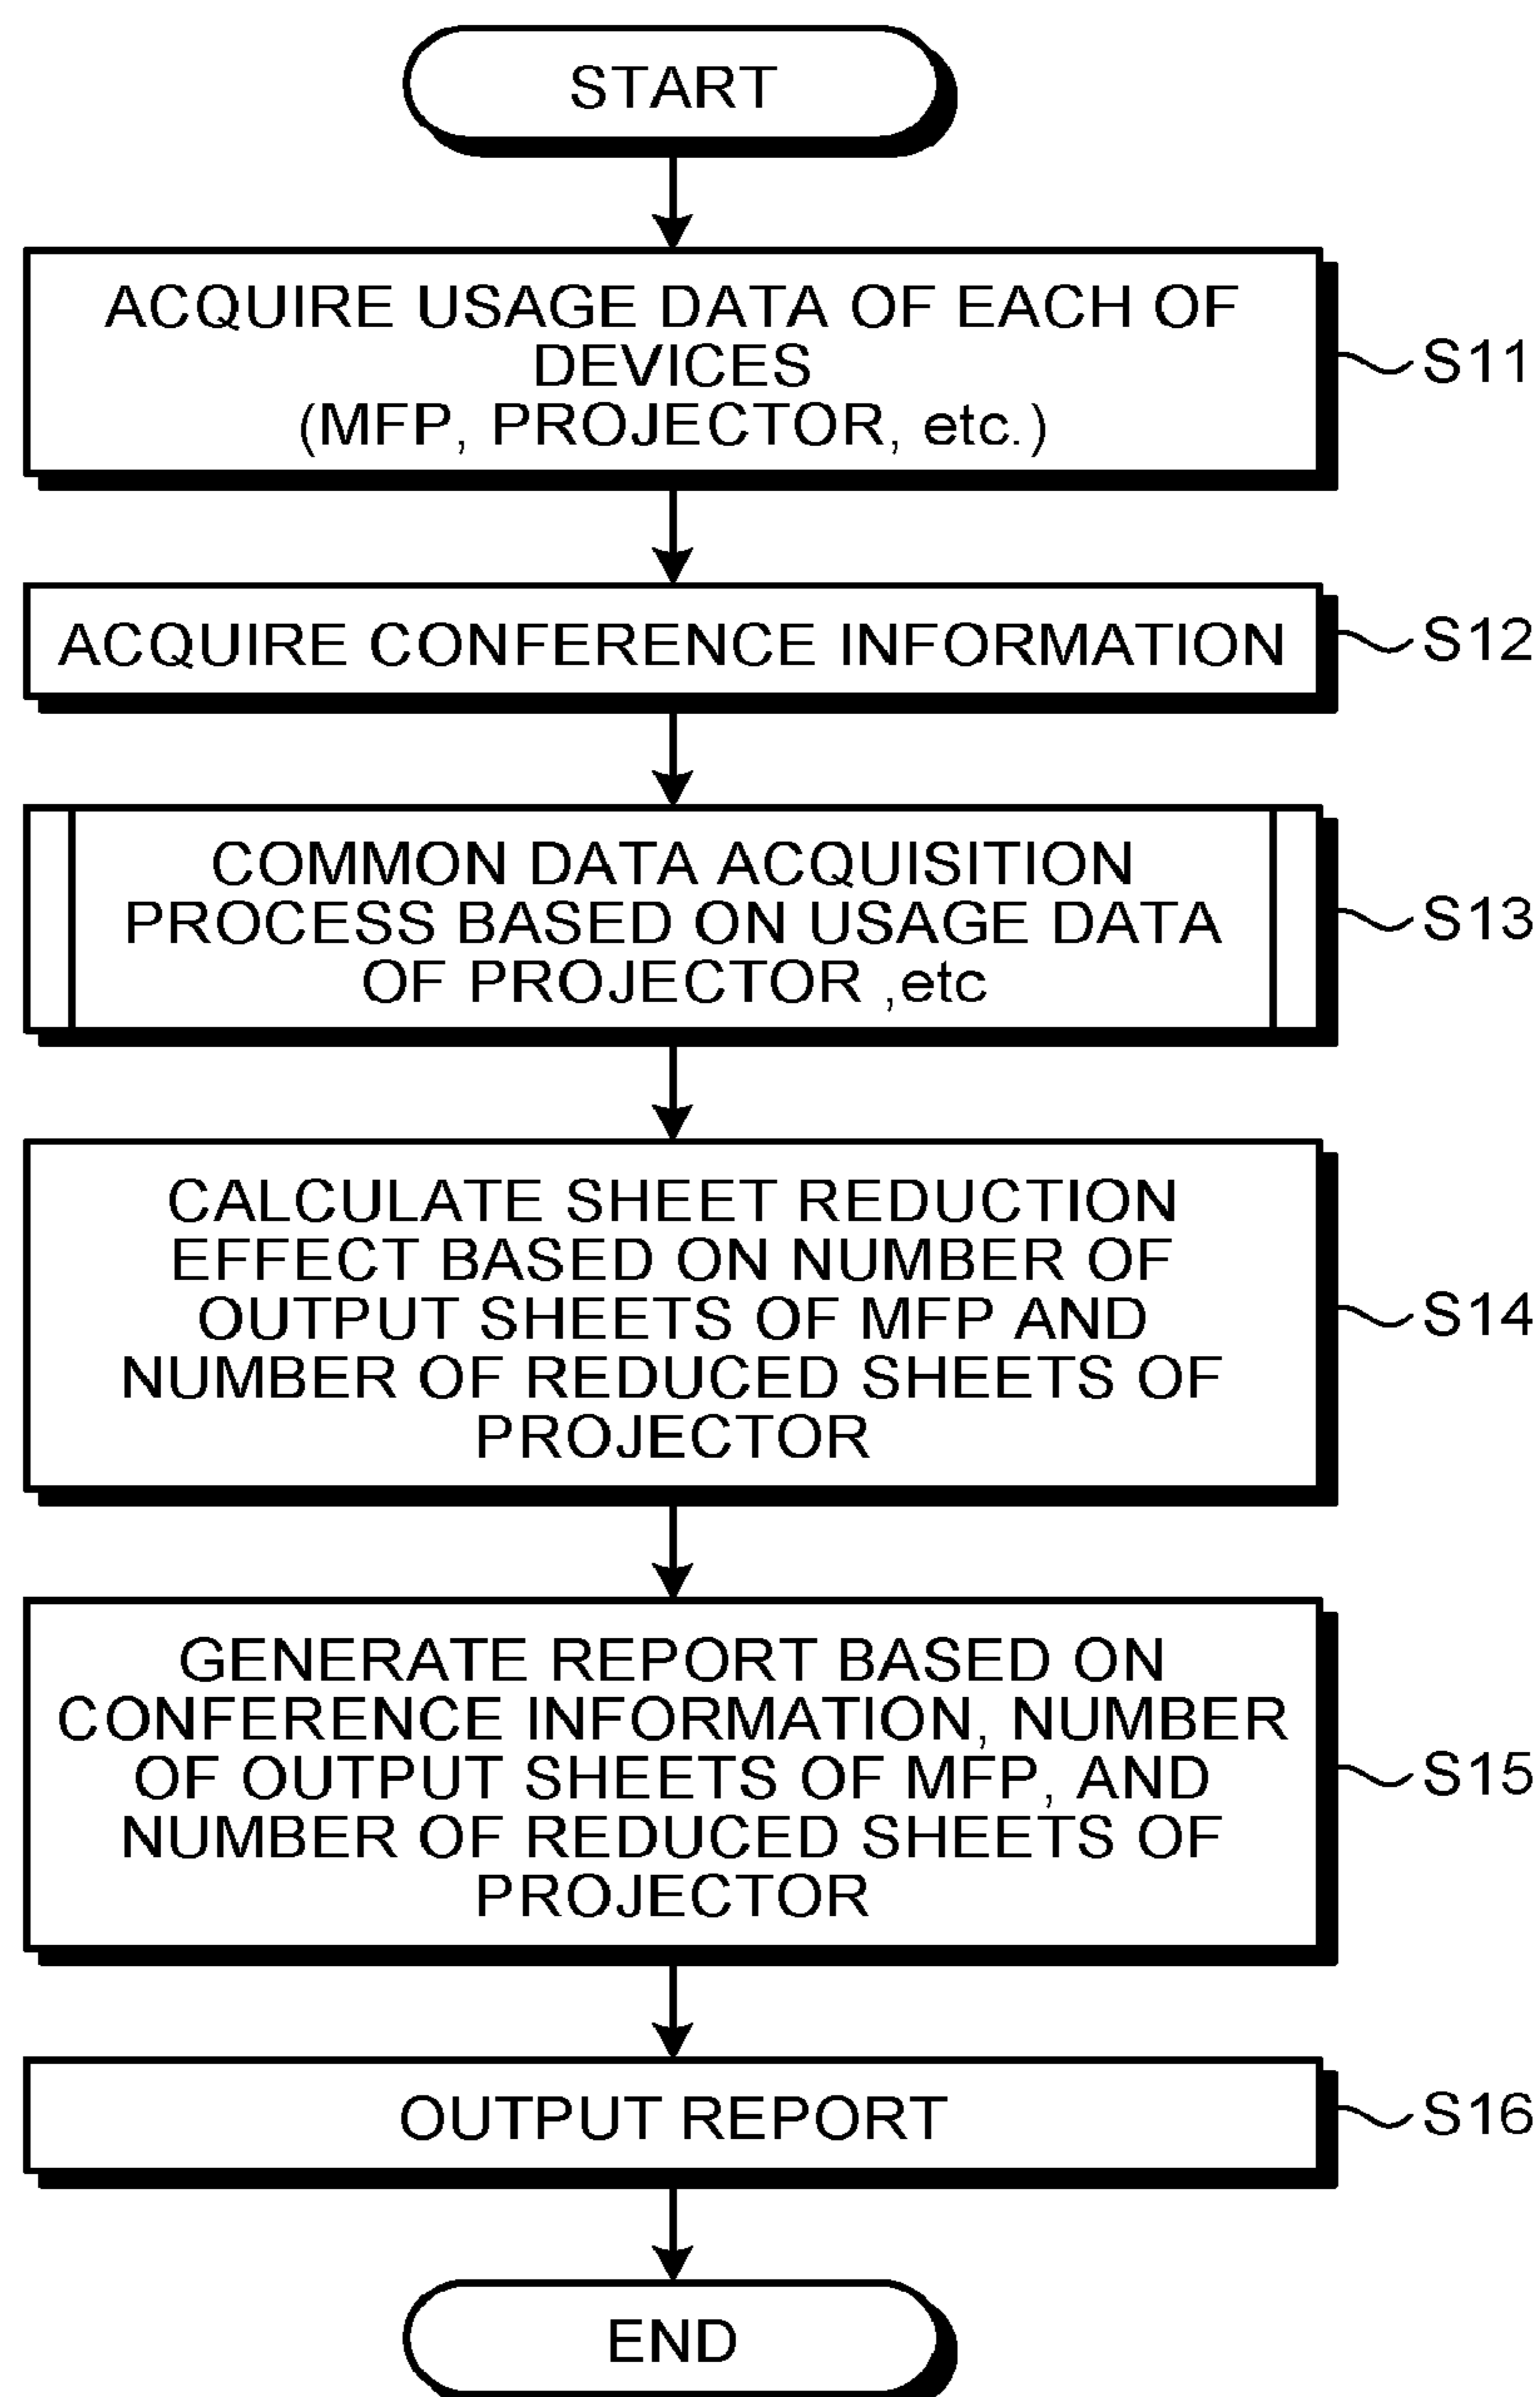 START
ACQUIRE USAGE DATA OF EACH OF
DEVICES
(MFP, PROJECTOR, etc.)
S11
ACQUIRE CONFERENCE INFORMATION
S12
COMMON DATA ACQUISITION
PROCESS BASED ON USAGE DATA
OF PROJECTOR ,etc
S13
CALCULATE SHEET REDUCTION
EFFECT BASED ON NUMBER OF
OUTPUT SHEETS OF MFP AND
NUMBER OF REDUCED SHEETS OF
PROJECTOR
S14
GENERATE REPORT BASED ON
CONFERENCE INFORMATION, NUMBER
OF OUTPUT SHEETS OF MFP, AND
NUMBER OF REDUCED SHEETS OF
PROJECTOR
S15
OUTPUT REPORT
S16
END